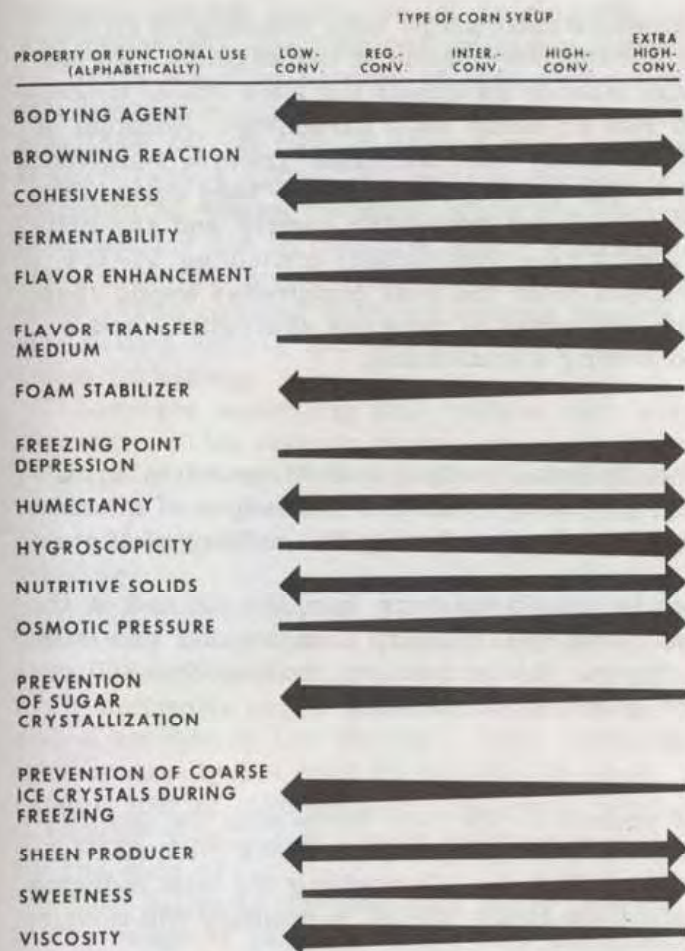 TYPE OF CORN SYRUP
PROPERTY OR FUNCTIONAL USE
(ALPHABETICALLY)
LOW-
CONV.
REG.-
CONV.
INTER.-
CONV.
HIGH-
CONV.
EXTRA
HIGH-
CONV.
BODYING AGENT
BROWNING REACTION
COHESIVENESS
FERMENTABILITY
FLAVOR ENHANCEMENT
FLAVOR TRANSFER
MEDIUM
FOAM STABILIZER
FREEZING POINT
DEPRESSION
HUMECTANCY
HYGROSCOPICITY
NUTRITIVE SOLIDS
OSMOTIC PRESSURE
PREVENTION
OF SUGAR
CRYSTALLIZATION
PREVENTION OF COARSE
ICE CRYSTALS DURING
FREEZING
SHEEN PRODUCER
SWEETNESS
VISCOSITY